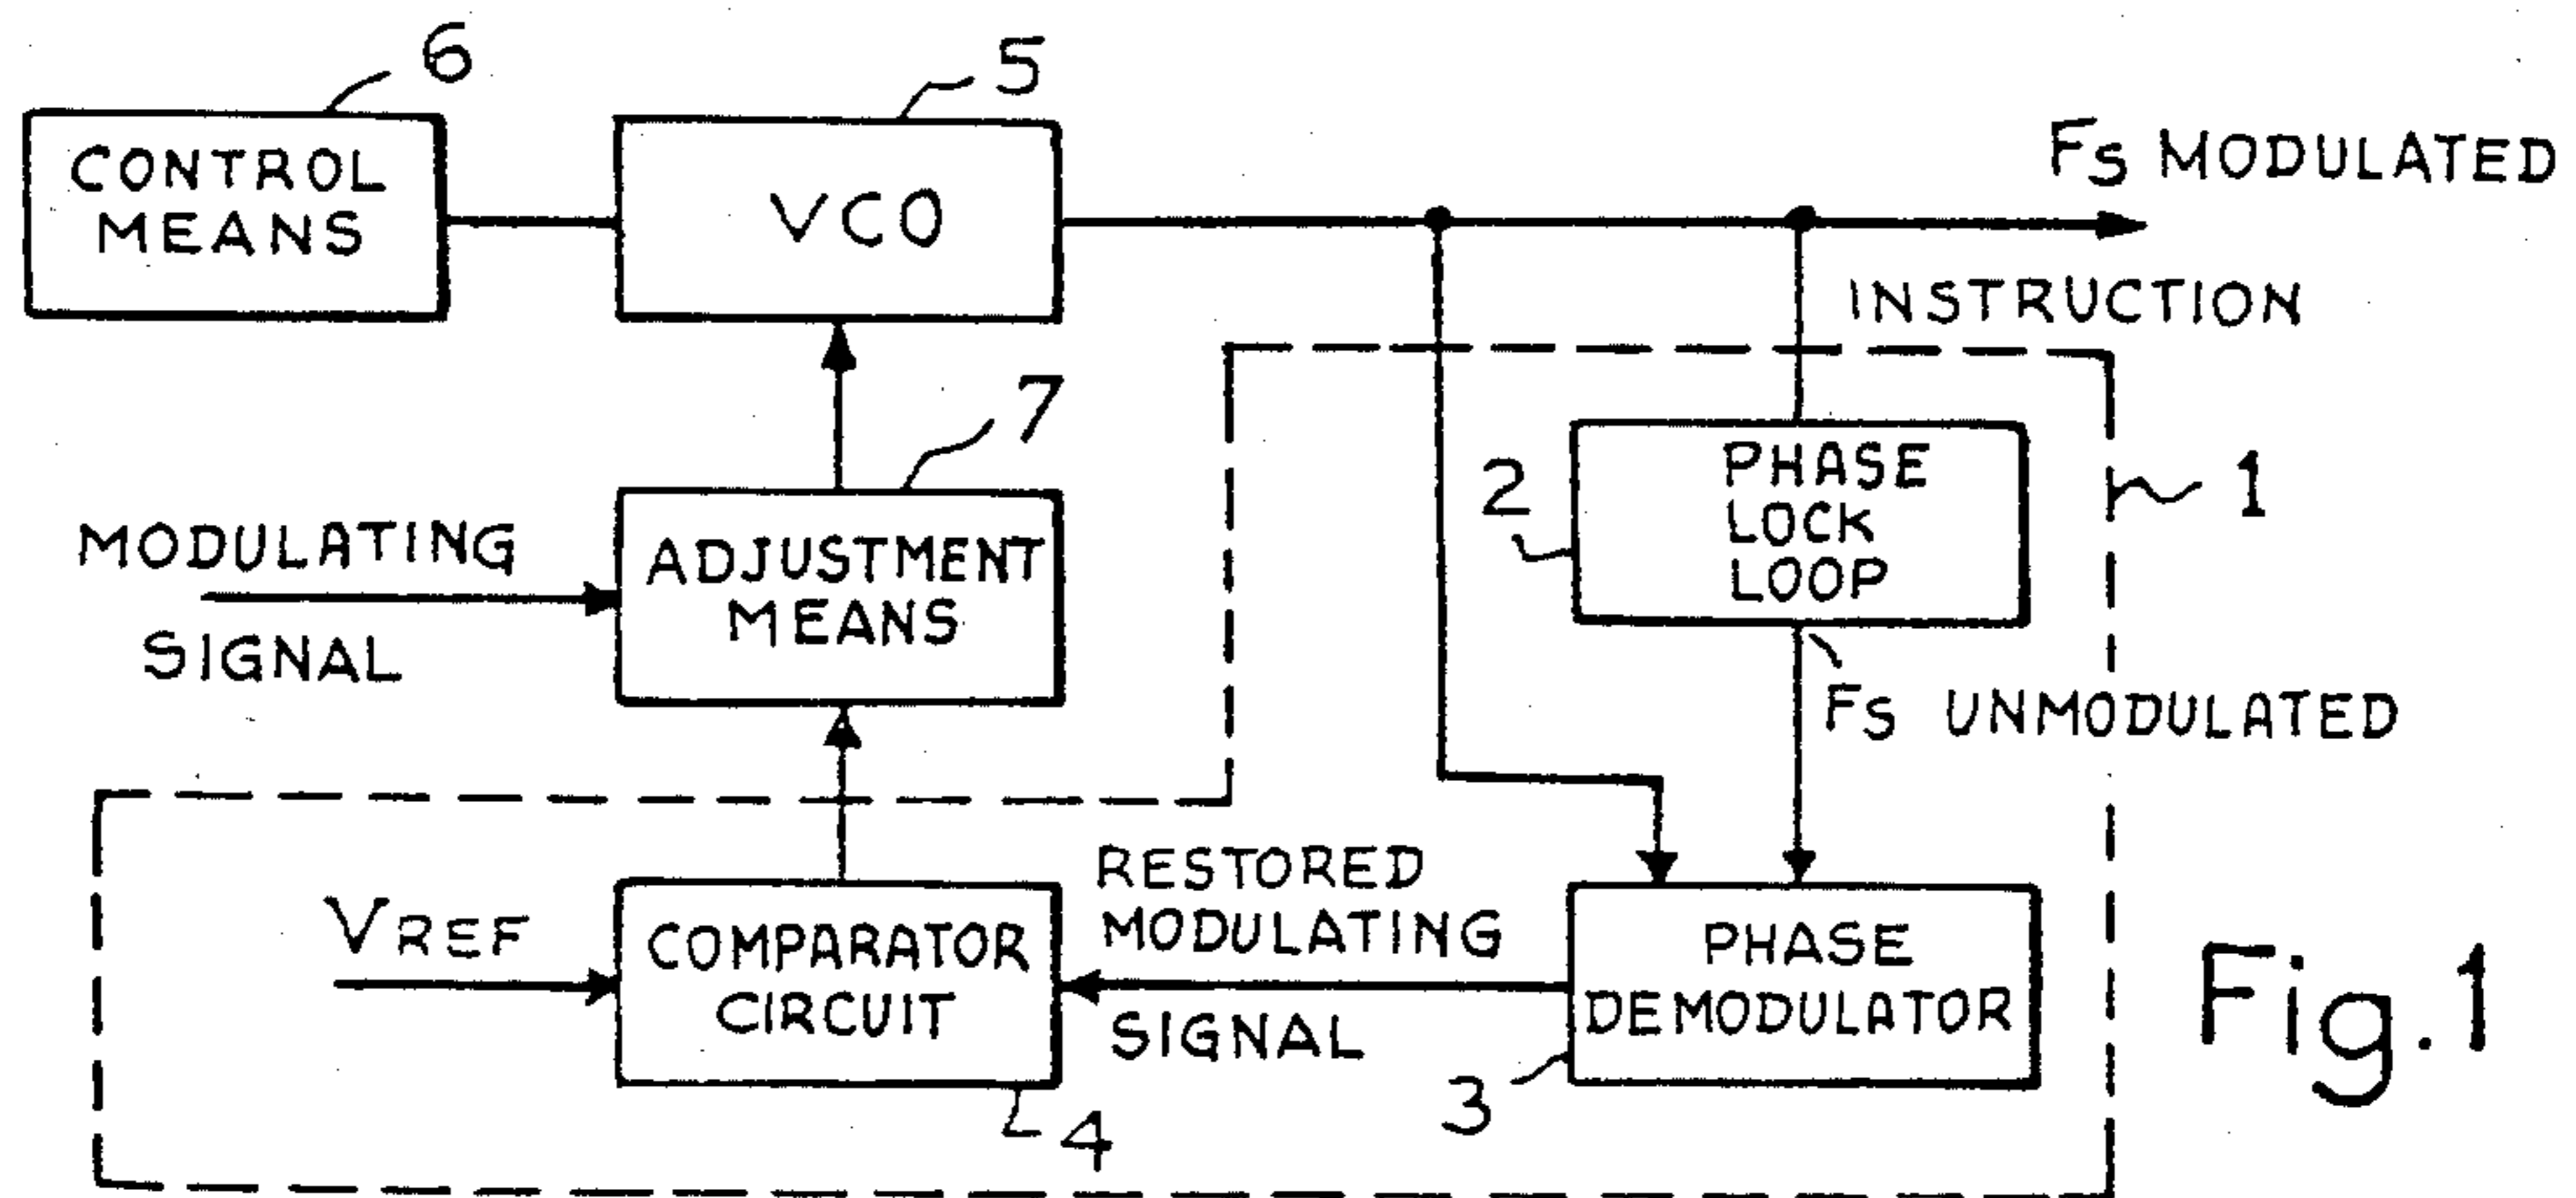 6
5
CONTROL
MEANS
VCO
Fs MODULATED
INSTRUCTION
7
MODULATING
SIGNAL
ADJUSTMENT
MEANS
2
PHASE
LOCK
LOOP
1
Fs UNMODULATED
VREF
COMPARATOR
CIRCUIT
4
RESTORED
MODULATING
SIGNAL
PHASE
DEMODULATOR
3
Fig.1